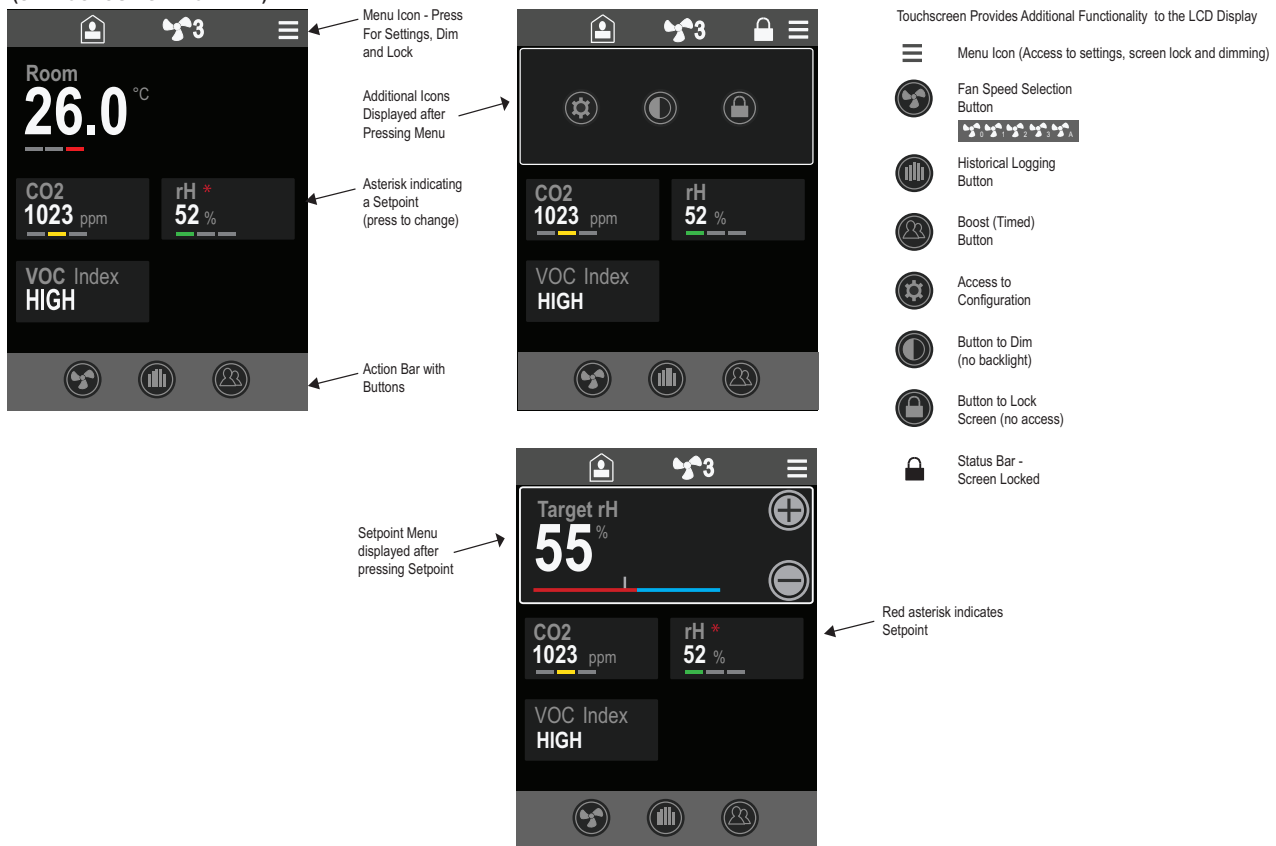 3
Room
26.0 °C
CO2
1023 ppm
rH *
52 %
VOC Index
HIGH
Menu Icon - Press
For Settings, Dim
and Lock
Additional Icons
Displayed after
Pressing Menu
Asterisk indicating
a Setpoint
(press to change)
Action Bar with
Buttons
3
CO2
1023 ppm
rH
52 %
VOC Index
HIGH
Touchscreen Provides Additional Functionality to the LCD Display
Menu Icon (Access to settings, screen lock and dimming)
Fan Speed Selection
Button
0 1 2 3 A
Historical Logging
Button
Boost (Timed)
Button
Access to
Configuration
Button to Dim
(no backlight)
Button to Lock
Screen (no access)
Status Bar -
Screen Locked
Setpoint Menu
displayed after
pressing Setpoint
3
Target rH
55 %
CO2
1023 ppm
rH *
52 %
VOC Index
HIGH
Red asterisk indicates
Setpoint